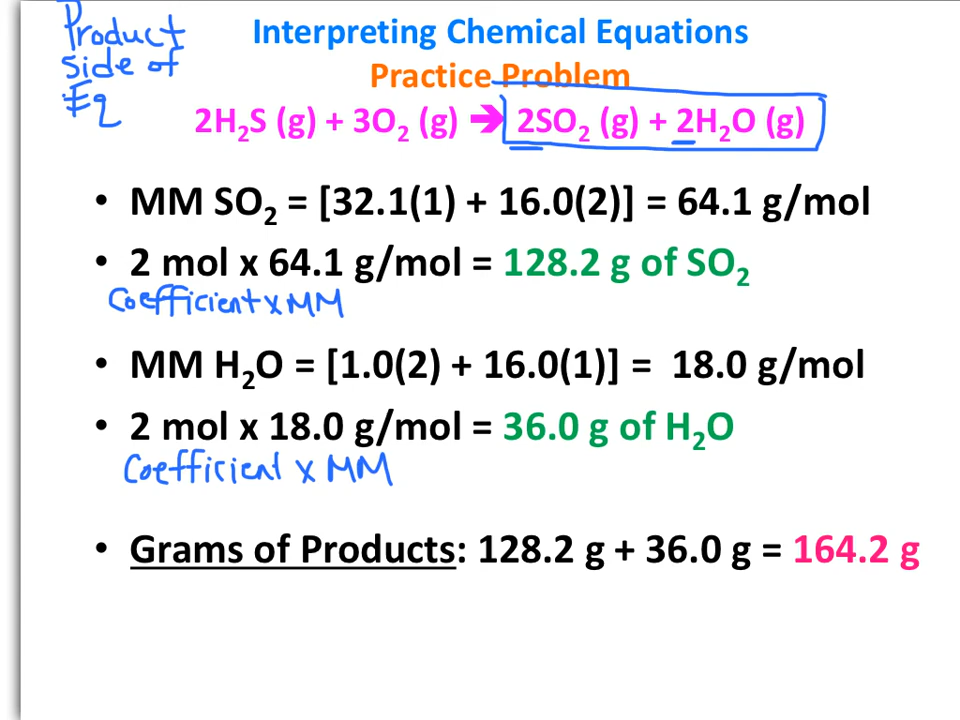 Product
side of
Eq
Interpreting Chemical Equations
Practice Problem
2H₂S (g) + 3O₂ (g) → 2SO₂ (g) + 2H₂O (g)
• MM SO₂ = [32.1(1) + 16.0(2)] = 64.1 g/mol
• 2 mol x 64.1 g/mol = 128.2 g of SO₂
Coefficient x MM
• MM H₂O = [1.0(2) + 16.0(1)] = 18.0 g/mol
• 2 mol x 18.0 g/mol = 36.0 g of H₂O
Coefficient x MM
• Grams of Products: 128.2 g + 36.0 g = 164.2 g